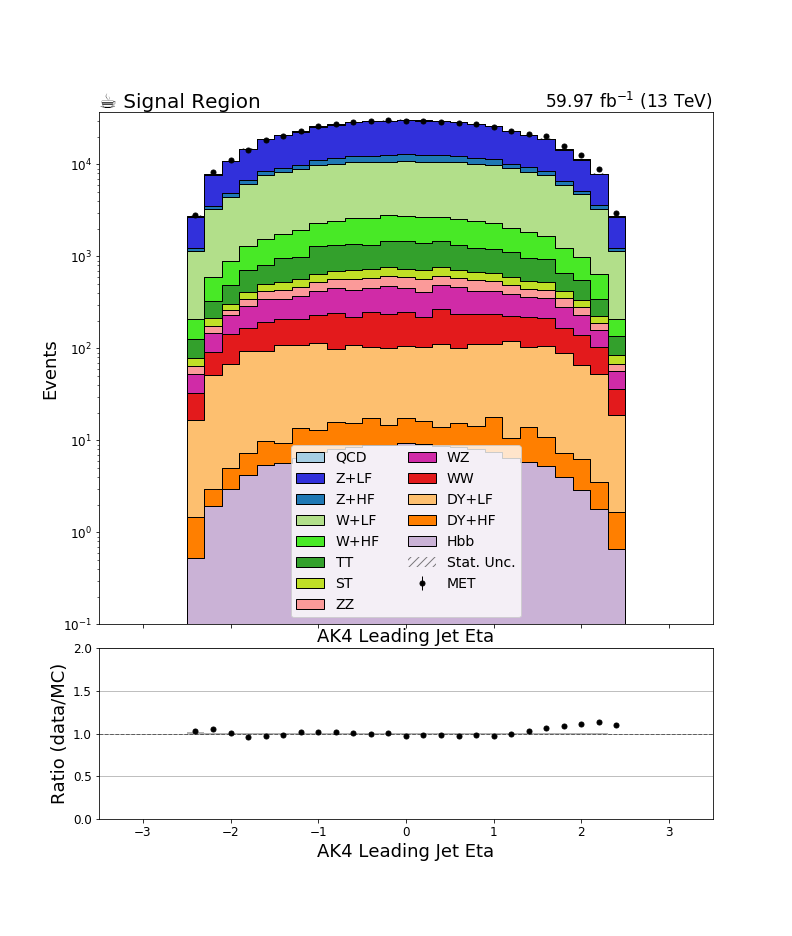 ☕ Signal Region
59.97 fb⁻¹ (13 TeV)
Events
10⁴
10³
10²
10¹
10⁰
10⁻¹
QCD
Z+LF
Z+HF
W+LF
W+HF
TT
ST
ZZ
WZ
WW
DY+LF
DY+HF
Hbb
Stat. Unc.
MET
AK4 Leading Jet Eta
Ratio (data/MC)
2.0
1.5
1.0
0.5
0.0
−3 −2 −1 0 1 2 3
AK4 Leading Jet Eta